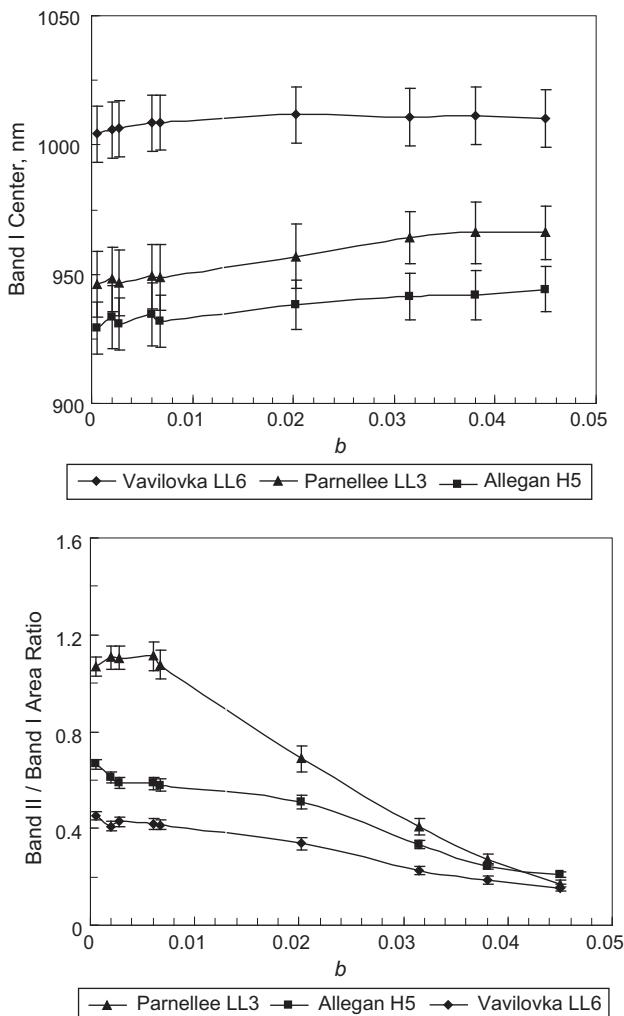 1050
1000
950
900
Band I Center, nm
0 0.01 0.02 0.03 0.04 0.05
b
Vavilovka LL6 Parnellee LL3 Allegan H5
1.6
1.2
0.8
0.4
0
Band II / Band I Area Ratio
0 0.01 0.02 0.03 0.04 0.05
b
Parnellee LL3 Allegan H5 Vavilovka LL6